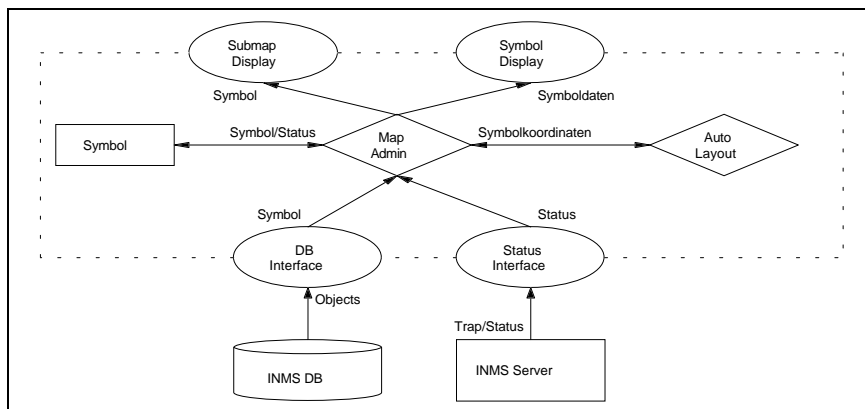 Submap
Display
Symbol
Display
Symbol
Symboldaten
Symbol
Symbol/Status
Map
Admin
Symbolkoordinaten
Auto
Layout
Symbol
Status
DB
Interface
Status
Interface
Objects
Trap/Status
INMS DB
INMS Server